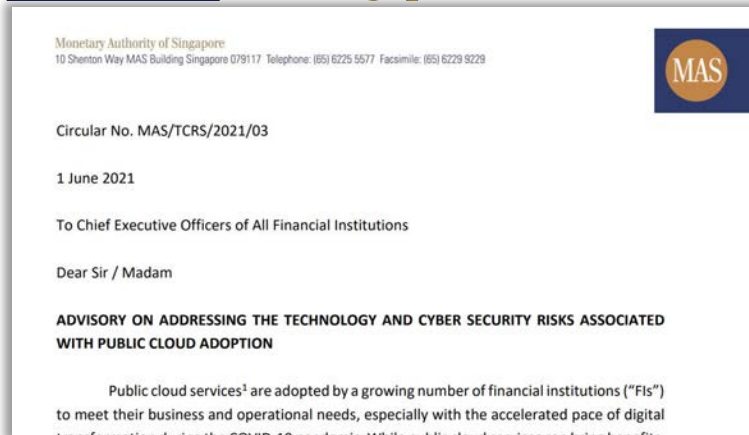 Monetary Authority of Singapore
10 Shenton Way MAS Building Singapore 079117 Telephone: (65) 6225 5577 Facsimile: (65) 6229 9229
MAS
Circular No. MAS/TCRS/2021/03
1 June 2021
To Chief Executive Officers of All Financial Institutions
Dear Sir / Madam
ADVISORY ON ADDRESSING THE TECHNOLOGY AND CYBER SECURITY RISKS ASSOCIATED
WITH PUBLIC CLOUD ADOPTION
Public cloud services¹ are adopted by a growing number of financial institutions ("FIs")
to meet their business and operational needs, especially with the accelerated pace of digital